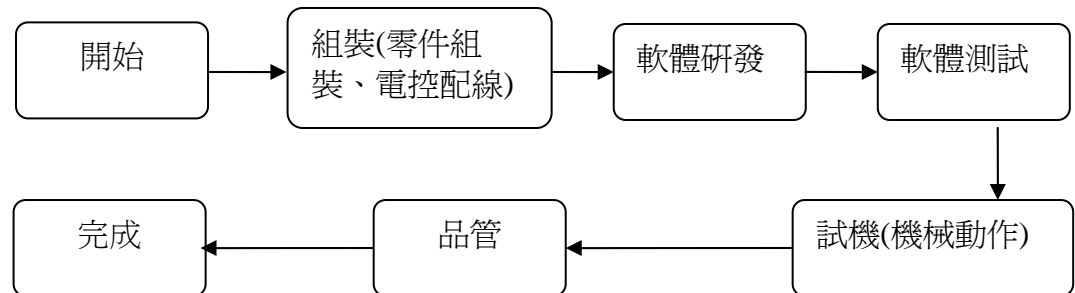 開始
組裝(零件組
裝、電控配線)
軟體研發
軟體測試
試機(機械動作)
品管
完成